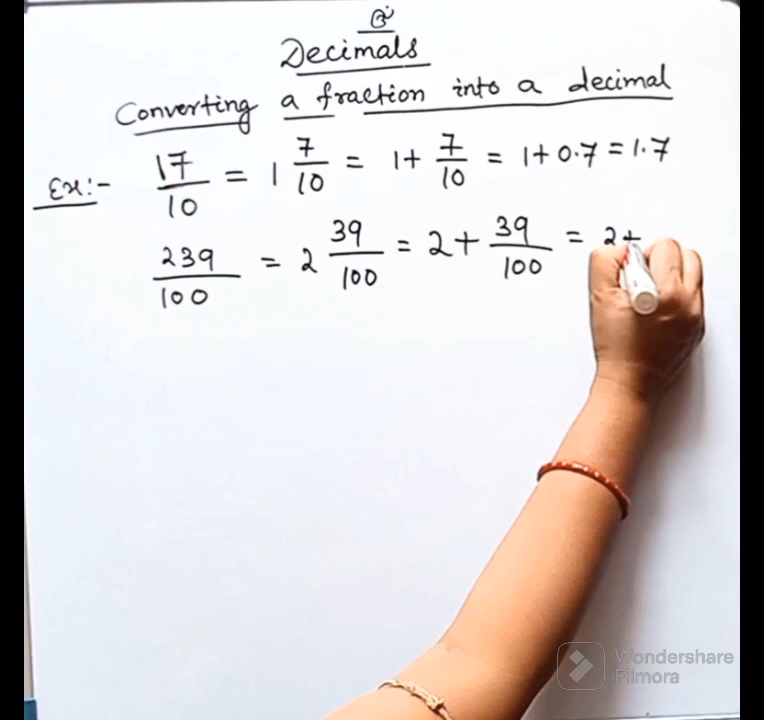 Decimals
Converting a fraction into a decimal
Ex:- 17/10 = 1 7/10 = 1 + 7/10 = 1 + 0.7 = 1.7
239/100 = 2 39/100 = 2 + 39/100 = 2+
Wondershare
Filmora